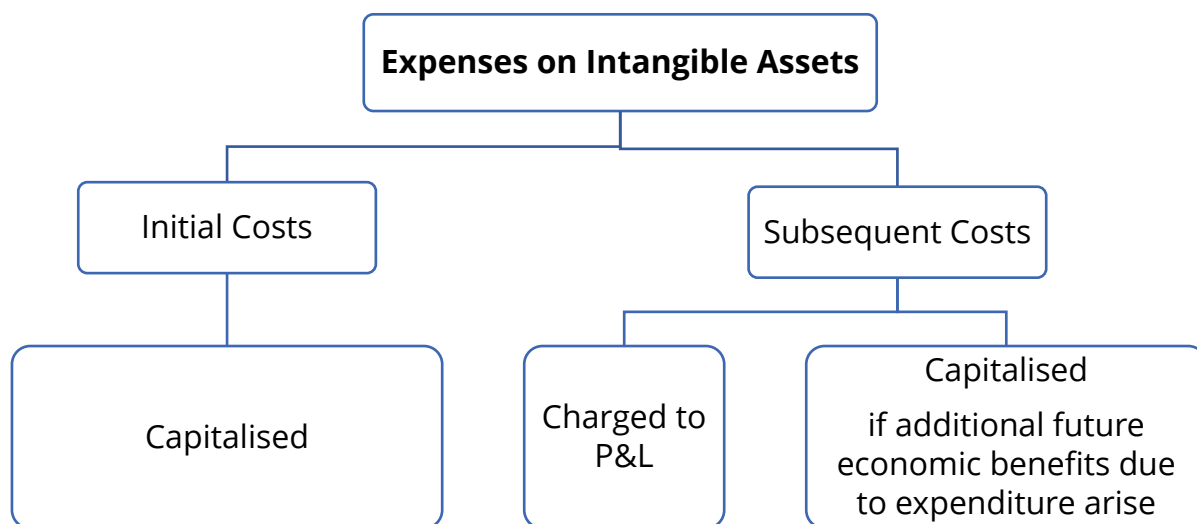 Expenses on Intangible Assets
Initial Costs
Subsequent Costs
Capitalised
Charged to
P&L
Capitalised
if additional future
economic benefits due
to expenditure arise